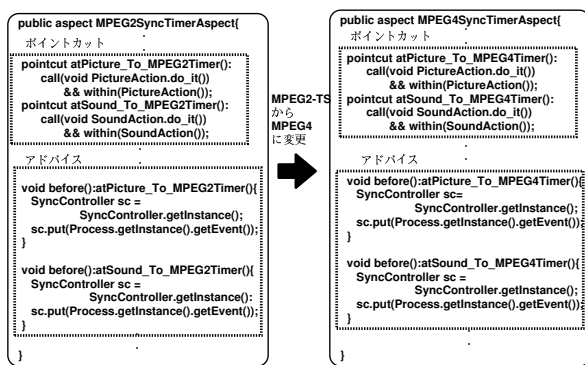 public aspect MPEG2SyncTimerAspect{
ポイントカット
pointcut atPicture_To_MPEG2Timer():
call(void PictureAction.do_it())
&& within(PictureAction());
pointcut atSound_To_MPEG2Timer():
call(void SoundAction.do_it())
&& within(SoundAction());
アドバイス
void before():atPicture_To_MPEG2Timer(){
SyncController sc =
SyncController.getInstance();
sc.put(Process.getInstance().getEvent());
}
void before():atSound_To_MPEG2Timer(){
SyncController sc =
SyncController.getInstance():
sc.put(Process.getInstance().getEvent());
}
}
MPEG2-TS
から
MPEG4
に変更
public aspect MPEG4SyncTimerAspect{
ポイントカット
pointcut atPicture_To_MPEG4Timer():
call(void PictureAction.do_it())
&& within(PictureAction());
pointcut atSound_To_MPEG4Timer():
call(void SoundAction.do_it())
&& within(SoundAction());
アドバイス
void before():atPicture_To_MPEG4Timer(){
SyncController sc=
SyncController.getInstance();
sc.put(Process.getInstance().getEvent());
}
void before():atSound_To_MPEG4Timer(){
SyncController sc =
SyncController.getInstance();
sc.put(Process.getInstance().getEvent());
}
}